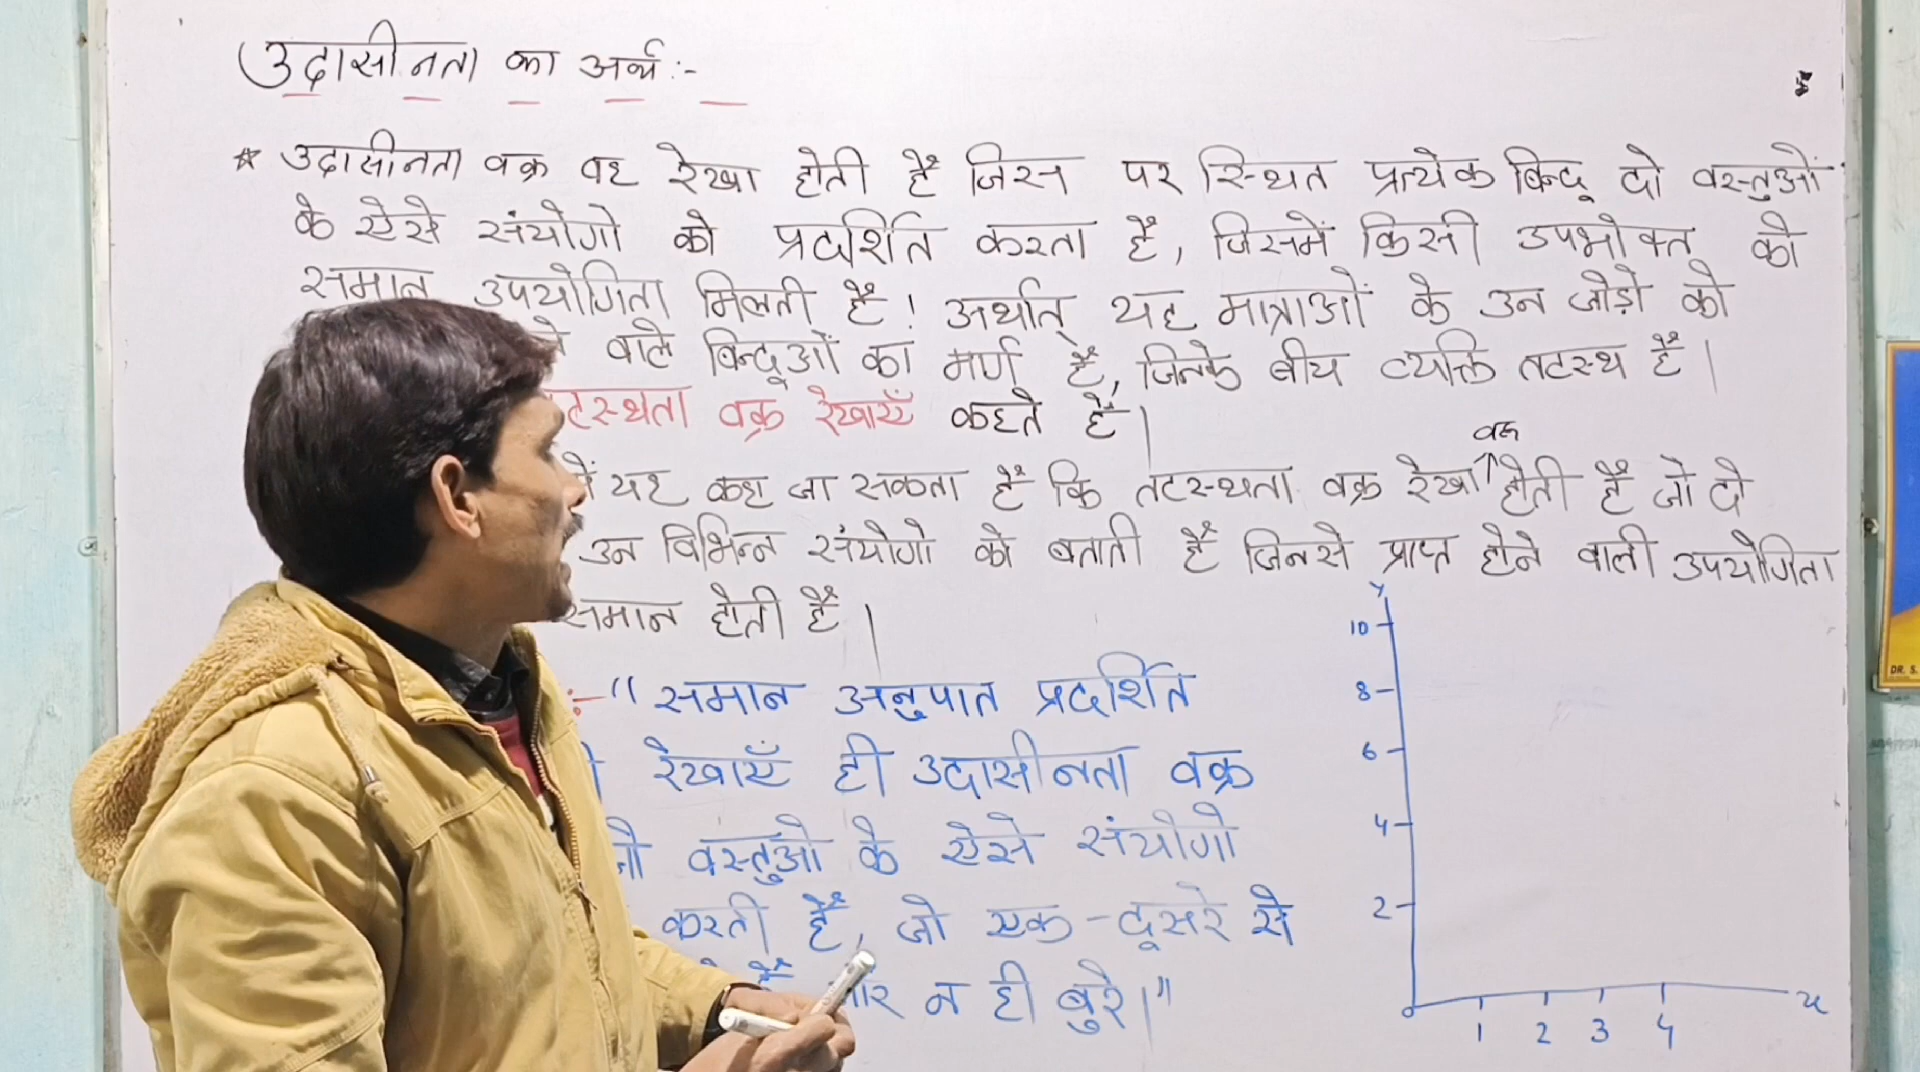 उदासीनता का अर्थ :-
* उदासीनता वक्र वह रेखा होती है जिस पर स्थित प्रत्येक बिन्दू दो वस्तुओं
के ऐसे संयोगो को प्रदर्शित करता है, जिसमें किसी उपभोक्त को
समान उपयोगिता मिलती है। अर्थात् यह मात्राओं के उन जोड़ो को
वाले बिन्दूओं का मर्ण है, जिनके बीच व्यक्ति तटस्थ है।
टस्थता वक्र रेखाएँ कहते है।
वह
में यह कहा जा सकता है कि तटस्थता वक्र रेखा होती है जो दो
उन विभिन्न संयोगो को बताती है जिनसे प्राप्त होने वाली उपयोगिता
समान होती है।
:- "समान अनुपात प्रदर्शित
रेखाएँ ही उदासीनता वक्र
वस्तुओ के ऐसे संयोगो
करती है, जो एक-दूसरे से
न ही बुरे।"
y
10
8
6
4
2
0 1 2 3 4 x
DR. S.